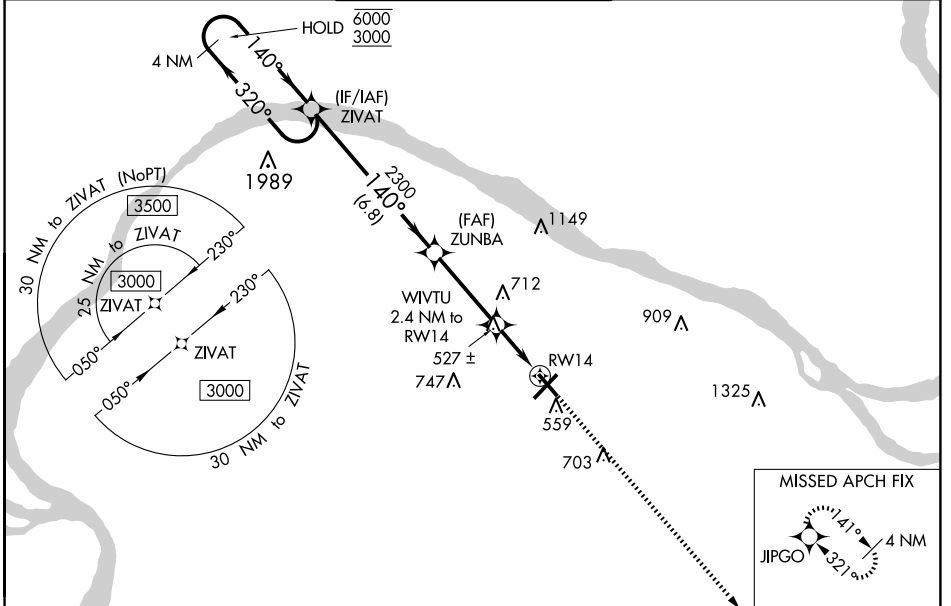 HOLD
6000
3000
4 NM
140°
320°
(IF/IAF)
ZIVAT
1989
2300
140°
(6.8)
(FAF)
ZUNBA
1149
30 NM to ZIVAT (NoPT)
3500
25 NM to ZIVAT
230°
3000
ZIVAT
050°
230°
ZIVAT
050°
3000
30 NM to ZIVAT
712
WIVTU
2.4 NM to
RW14
527 ±
747
909
RW14
559
1325
703
MISSED APCH FIX
141°
4 NM
JIPGO
321°